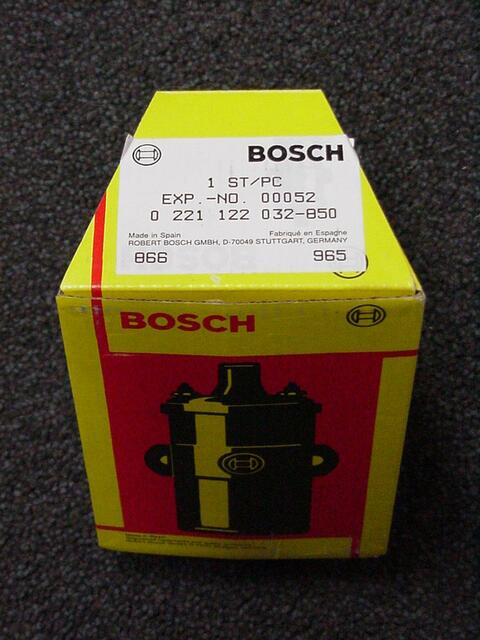 BOSCH
1 ST/PC
EXP.-NO. 00052
0 221 122 032-850
Made in Spain Fabriqué en Espagne
ROBERT BOSCH GMBH, D-70049 STUTTGART, GERMANY
866 965
BOSCH